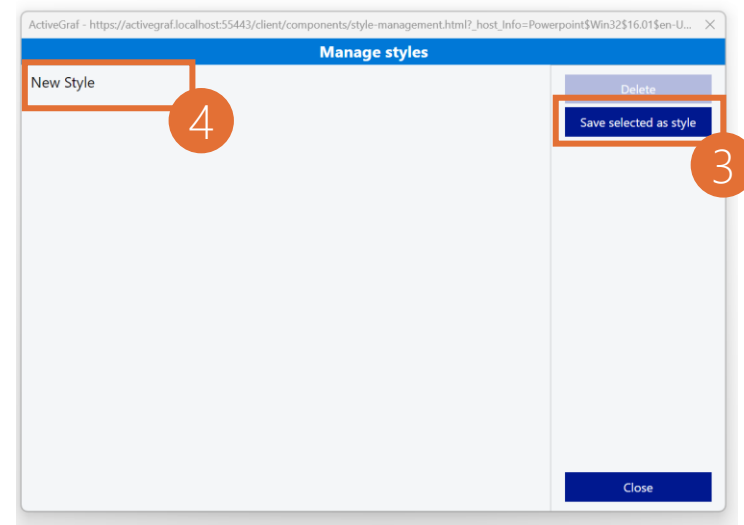 ActiveGraf - https://activegraf.localhost:55443/client/components/style-management.html?_host_Info=Powerpoint$Win32$16.01$en-U...
Manage styles
New Style
Delete
4
Save selected as style
3
Close